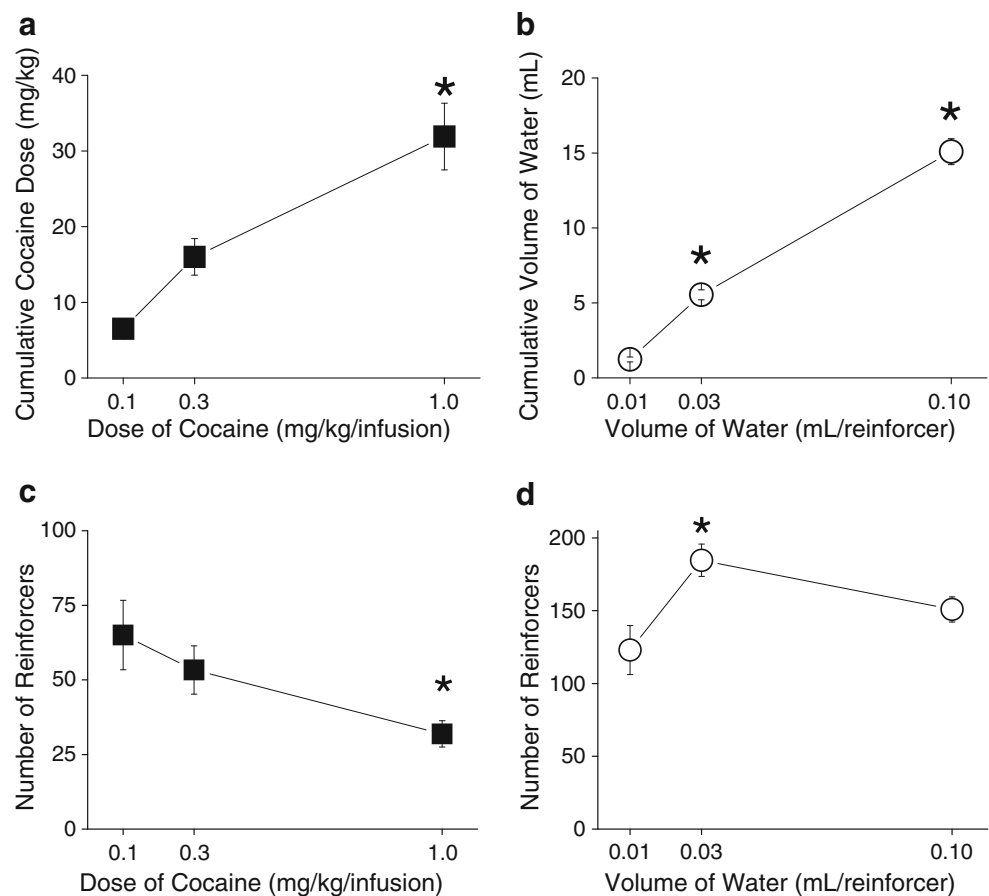 a
Cumulative Cocaine Dose (mg/kg)
40
30
20
10
0
*
0.1 0.3 1.0
Dose of Cocaine (mg/kg/infusion)
b
Cumulative Volume of Water (mL)
20
15
10
5
0
*
*
0.01 0.03 0.10
Volume of Water (mL/reinforcer)
c
Number of Reinforcers
100
75
50
25
0
*
0.1 0.3 1.0
Dose of Cocaine (mg/kg/infusion)
d
Number of Reinforcers
200
150
100
50
0
*
0.01 0.03 0.10
Volume of Water (mL/reinforcer)